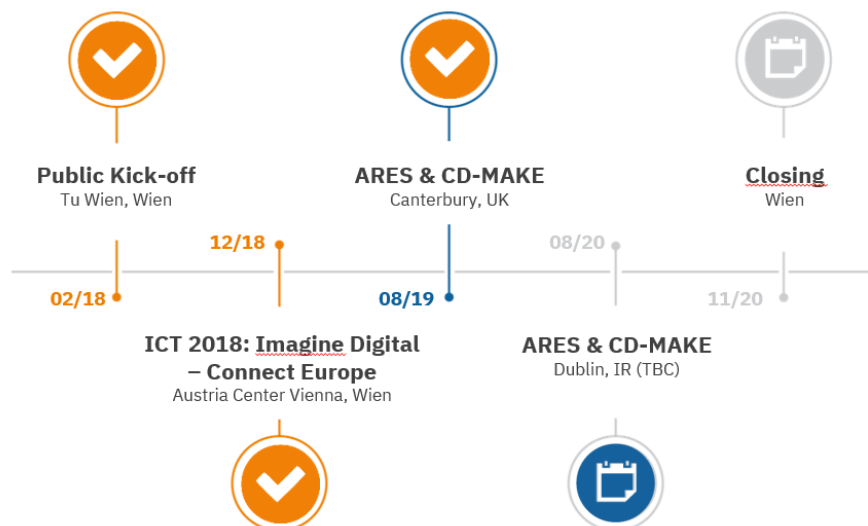 Public Kick-off
Tu Wien, Wien
ARES & CD-MAKE
Canterbury, UK
Closing
Wien
12/18
08/20
02/18
08/19
11/20
ICT 2018: Imagine Digital
– Connect Europe
Austria Center Vienna, Wien
ARES & CD-MAKE
Dublin, IR (TBC)